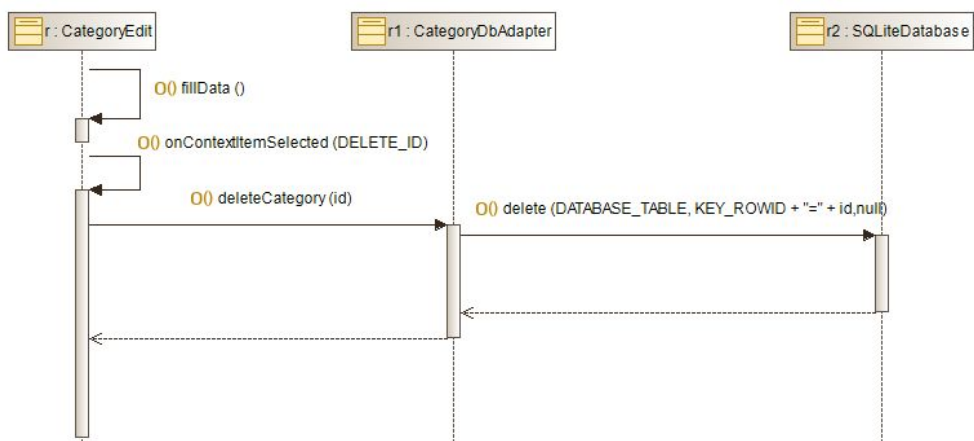 r : CategoryEdit
r1 : CategoryDbAdapter
r2 : SQLiteDatabase
O() fillData ()
O() onContextItemSelected (DELETE_ID)
O() deleteCategory (id)
O() delete (DATABASE_TABLE, KEY_ROWID + "=" + id,null)